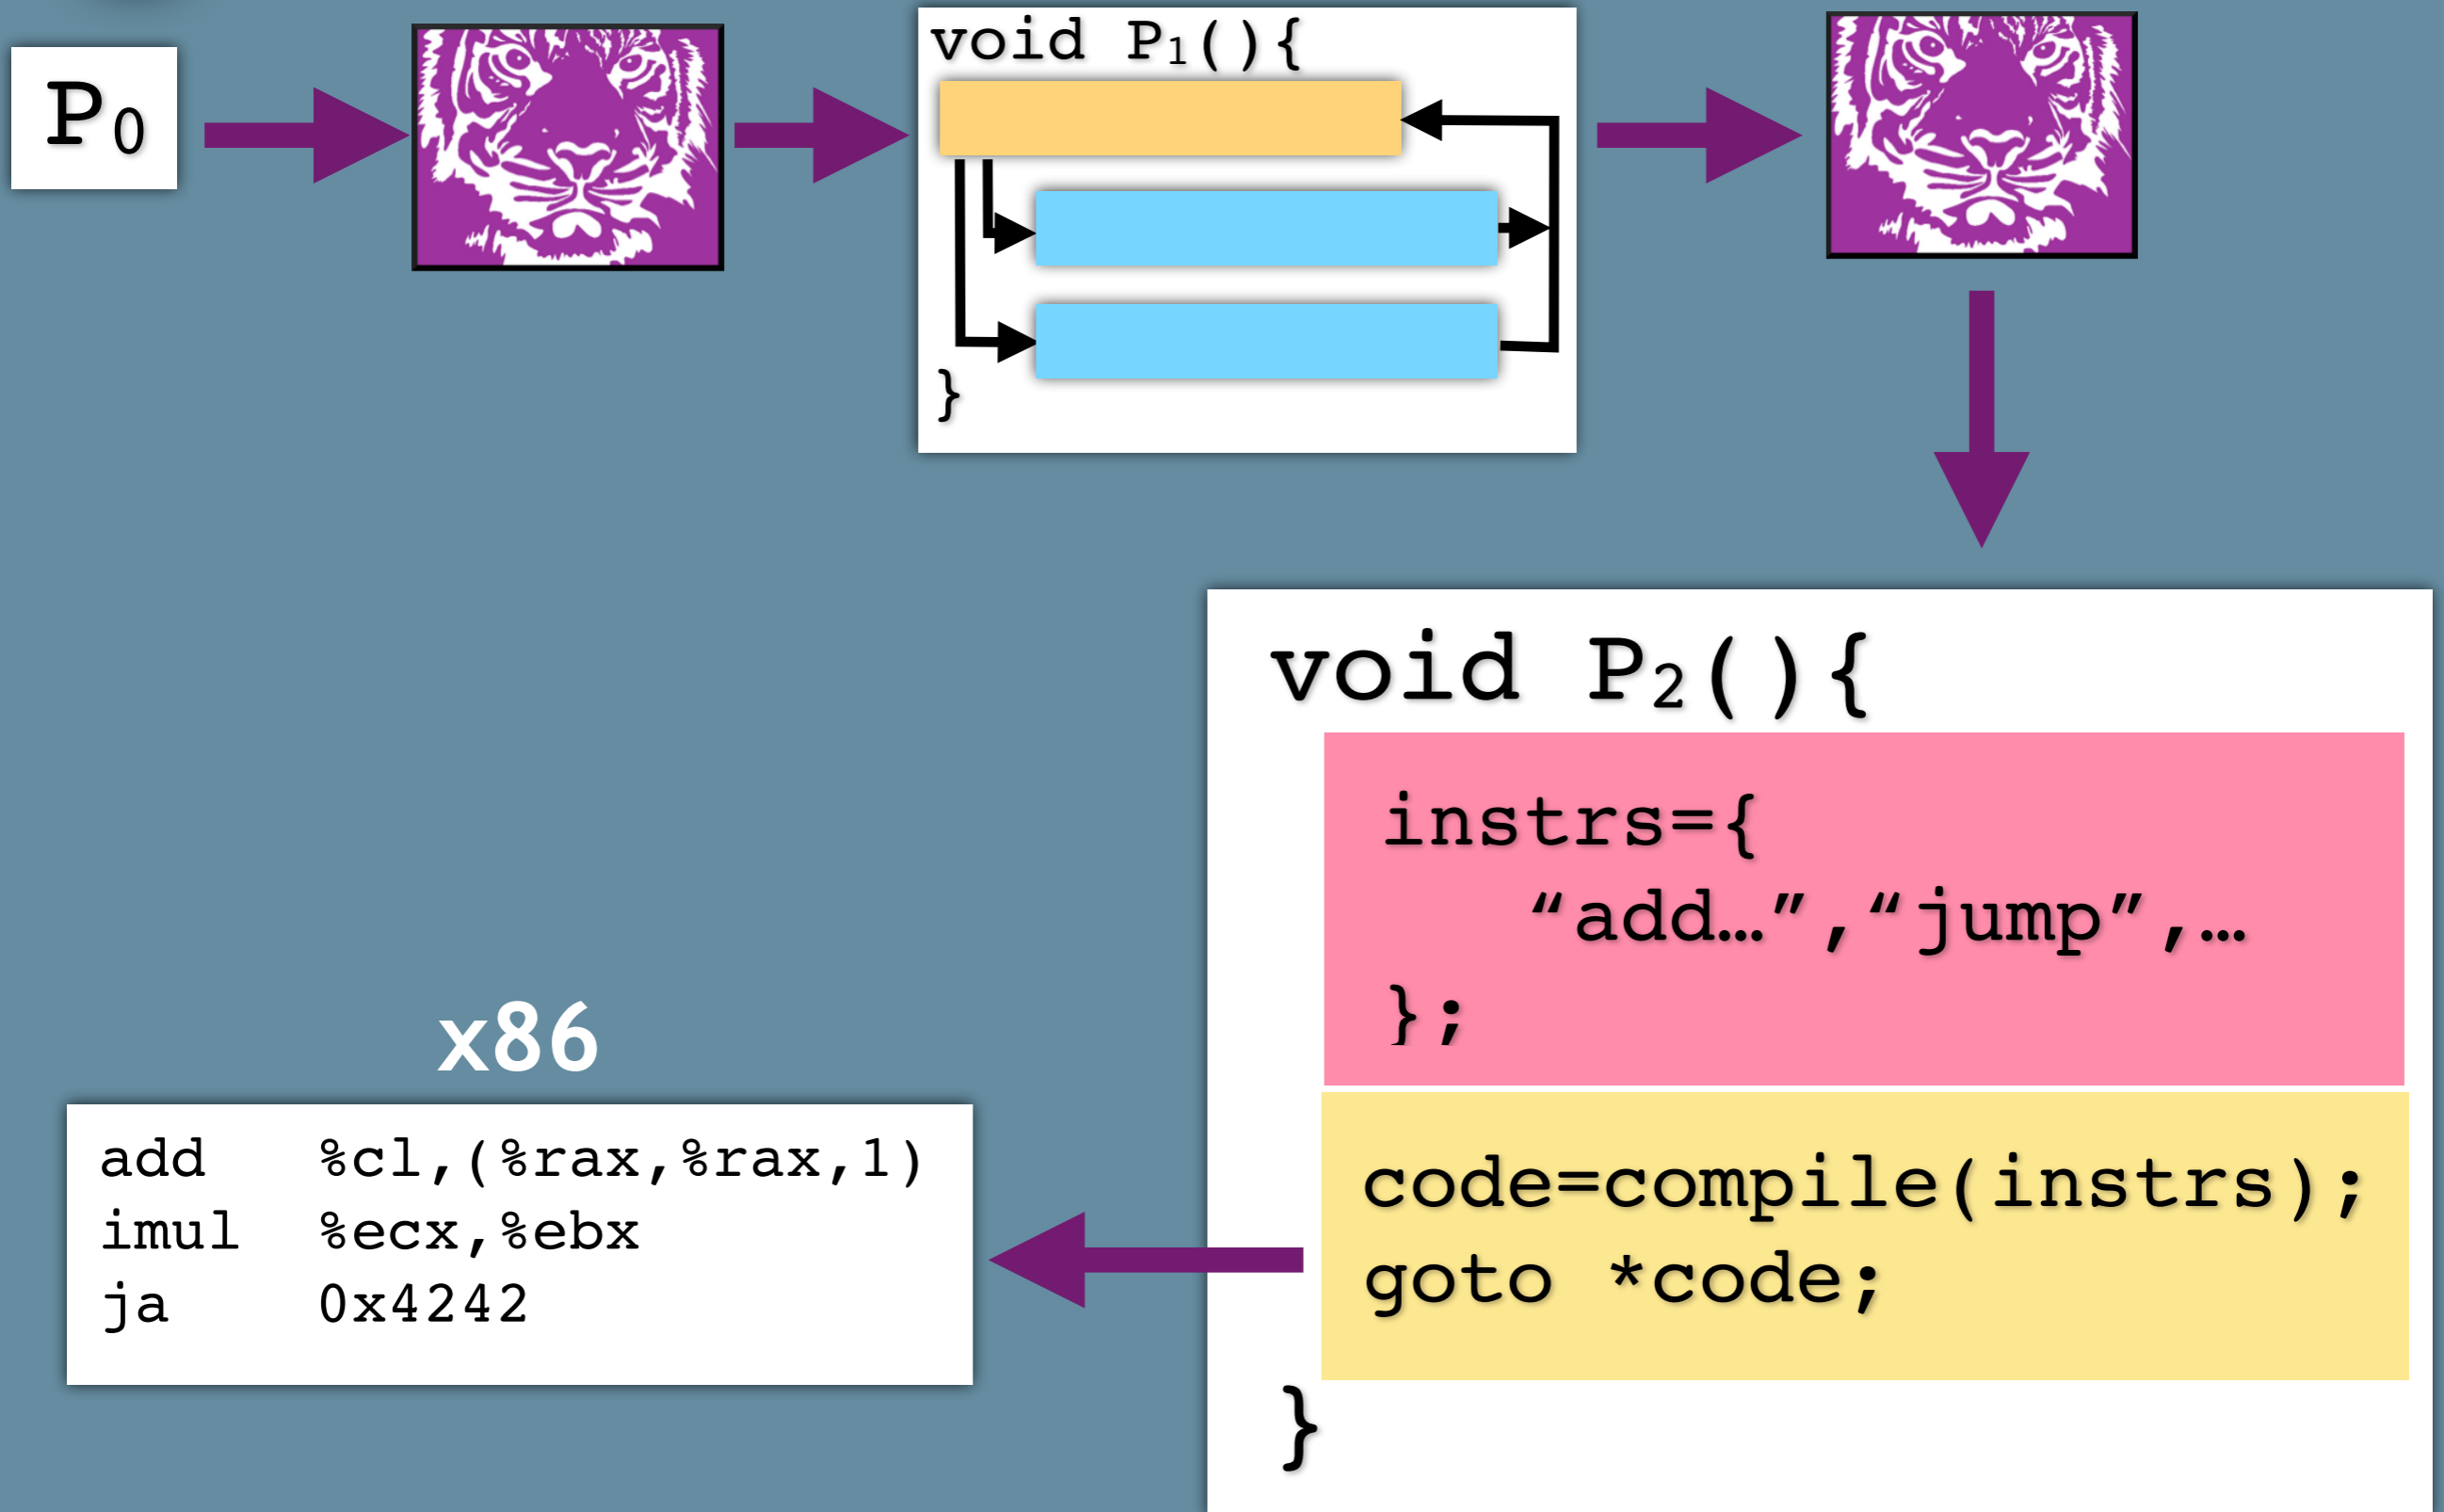 P₀
void P₁(){
}
void P₂(){
instrs={
“add…”,“jump”,…
};
code=compile(instrs);
goto *code;
}
x86
add %cl,(%rax,%rax,1)
imul %ecx,%ebx
ja 0x4242